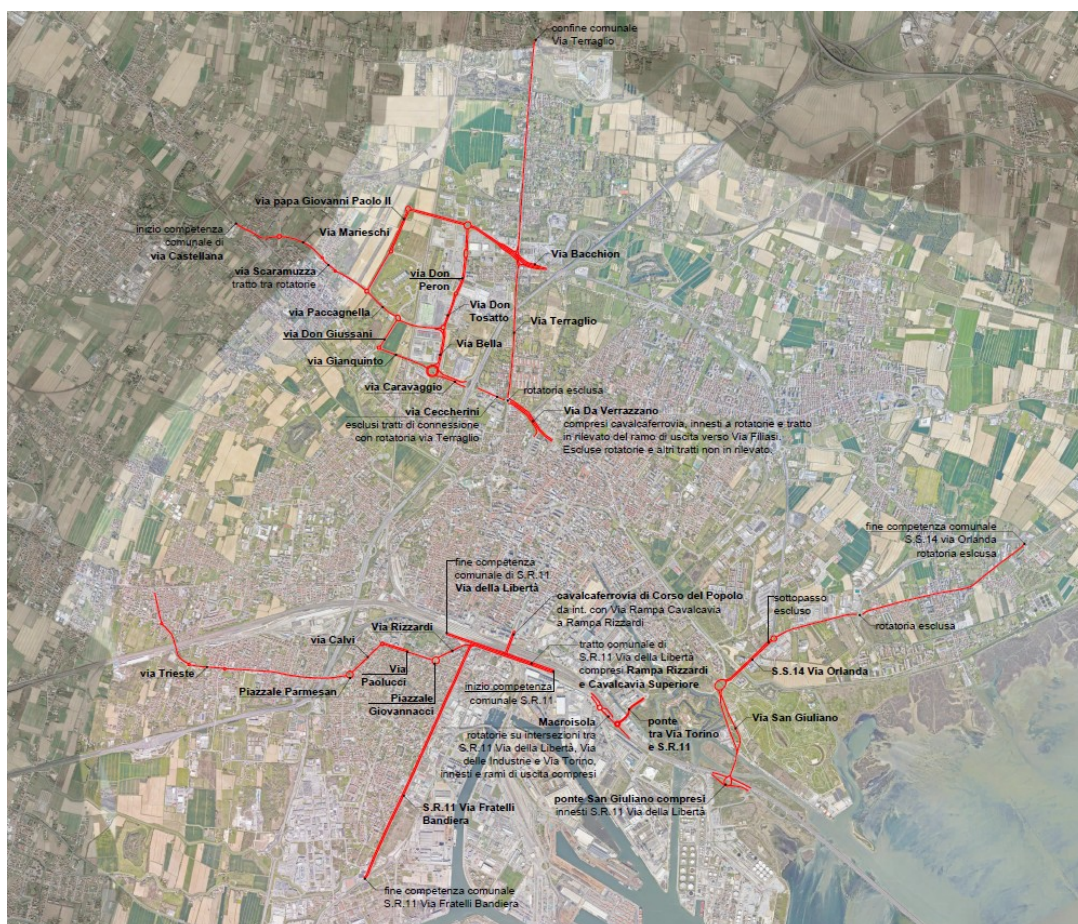 confine comunale
Via Terraglio
via papa Giovanni Paolo II
inizio competenza
comunale di
via Castellana
Via Marieschi
via Scaramuzza
tratto tra rotatorie
via Don
Peron
Via Bacchion
via Paccagnella
Via Don
Tosatto
Via Terraglio
via Don Giussani
Via Bella
via Gianquinto
via Caravaggio
rotatoria esclusa
via Ceccherini
esclusi tratti di connessione
con rotatoria via Terraglio
Via Da Verrazzano
compresi cavalcaferrovia, innesti a rotatorie e tratto
in rilevato del ramo di uscita verso Via Filiasi.
Escluse rotatorie e altri tratti non in rilevato.
fine competenza comunale
S.S.14 via Orlanda
rotatoria eslcusa
fine competenza
comunale di S.R.11
Via della Libertà
cavalcaferrovia di Corso del Popolo
da int. con Via Rampa Cavalcavia
a Rampa Rizzardi
sottopasso
escluso
rotatoria esclusa
Via Rizzardi
via Calvi
tratto comunale di
S.R.11 Via della Libertà
compresi Rampa Rizzardi
e Cavalcavia Superiore
via Trieste
Via
Paolucci
S.S.14 Via Orlanda
Piazzale Parmesan
Piazzale
Giovannacci
inizio competenza
comunale S.R.11
Macroisola
rotatorie su intersezioni tra
S.R.11 Via della Libertà, Via
delle Industrie e Via Torino,
innesti e rami di uscita compresi
ponte
tra Via Torino
e S.R.11
Via San Giuliano
ponte San Giuliano compresi
innesti S.R.11 Via della Libertà
S.R.11 Via Fratelli
Bandiera
fine competenza comunale
S.R.11 Via Fratelli Bandiera